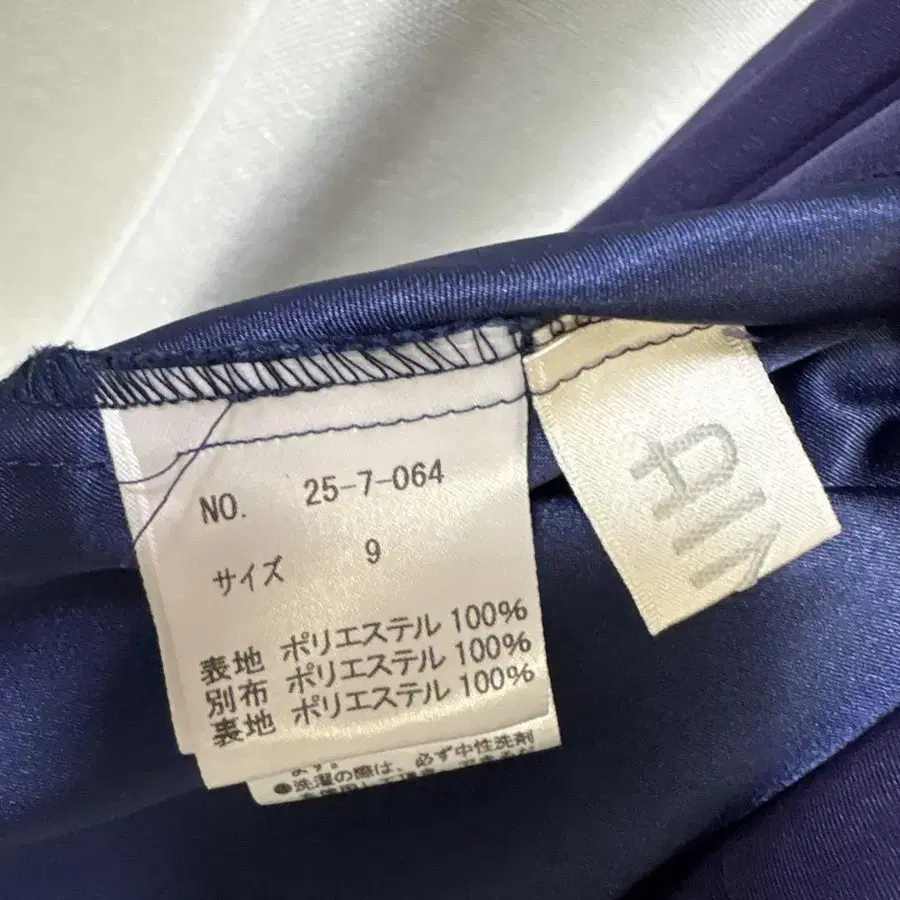 NO. 25-7-064
サイズ 9
表地 ポリエステル 100%
別布 ポリエステル 100%
裏地 ポリエステル 100%
ます。
●洗濯の際は、必ず中性洗剤